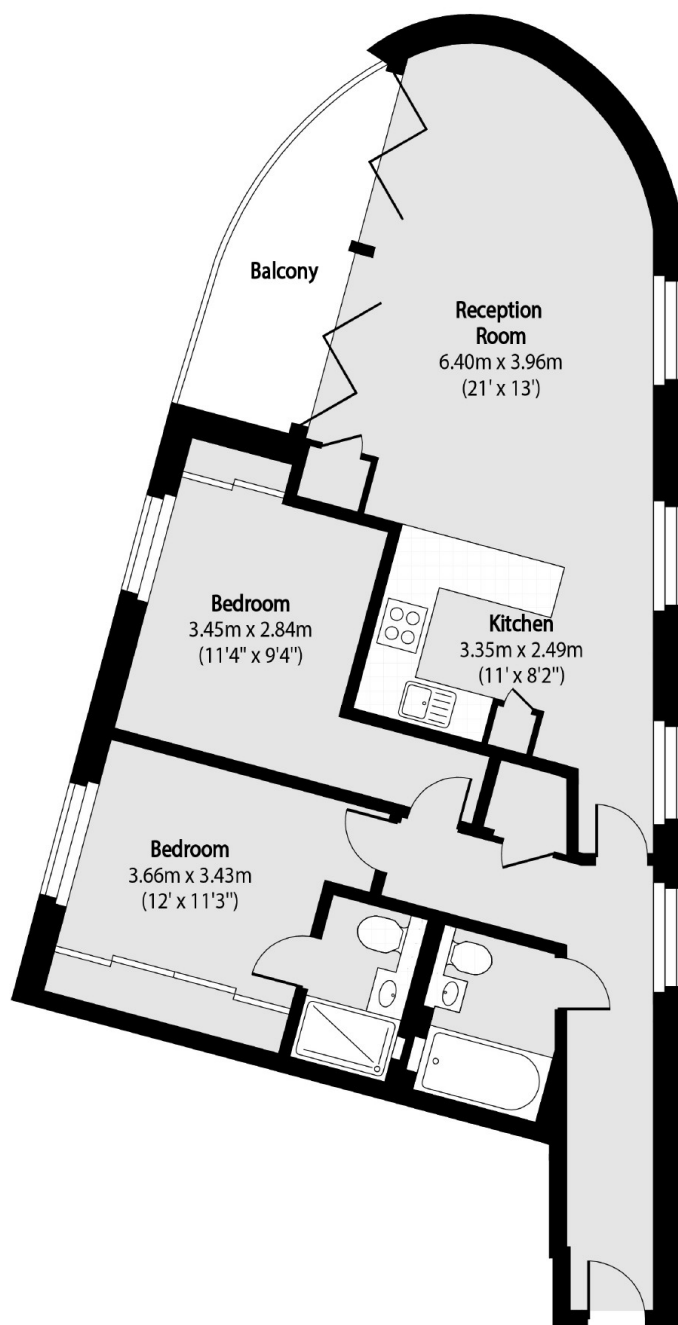 Balcony
Reception
Room
6.40m x 3.96m
(21' x 13')
Bedroom
3.45m x 2.84m
(11'4" x 9'4")
Kitchen
3.35m x 2.49m
(11' x 8'2")
Bedroom
3.66m x 3.43m
(12' x 11'3")